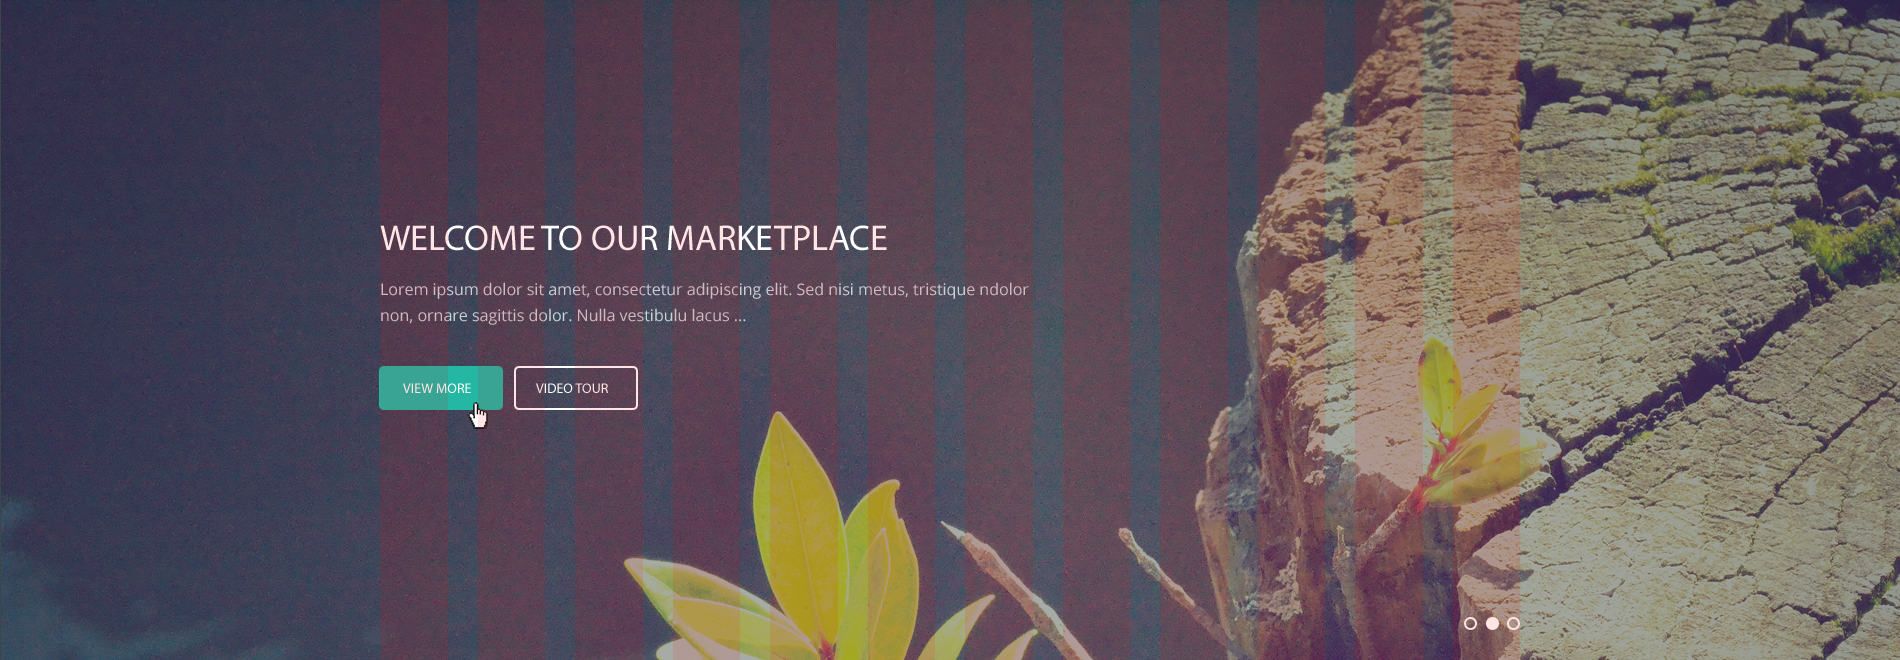 WELCOME TO OUR MARKETPLACE
Lorem ipsum dolor sit amet, consectetur adipiscing elit. Sed nisi metus, tristique ndolor
non, ornare sagittis dolor. Nulla vestibulu lacus ...
VIEW MORE
VIDEO TOUR